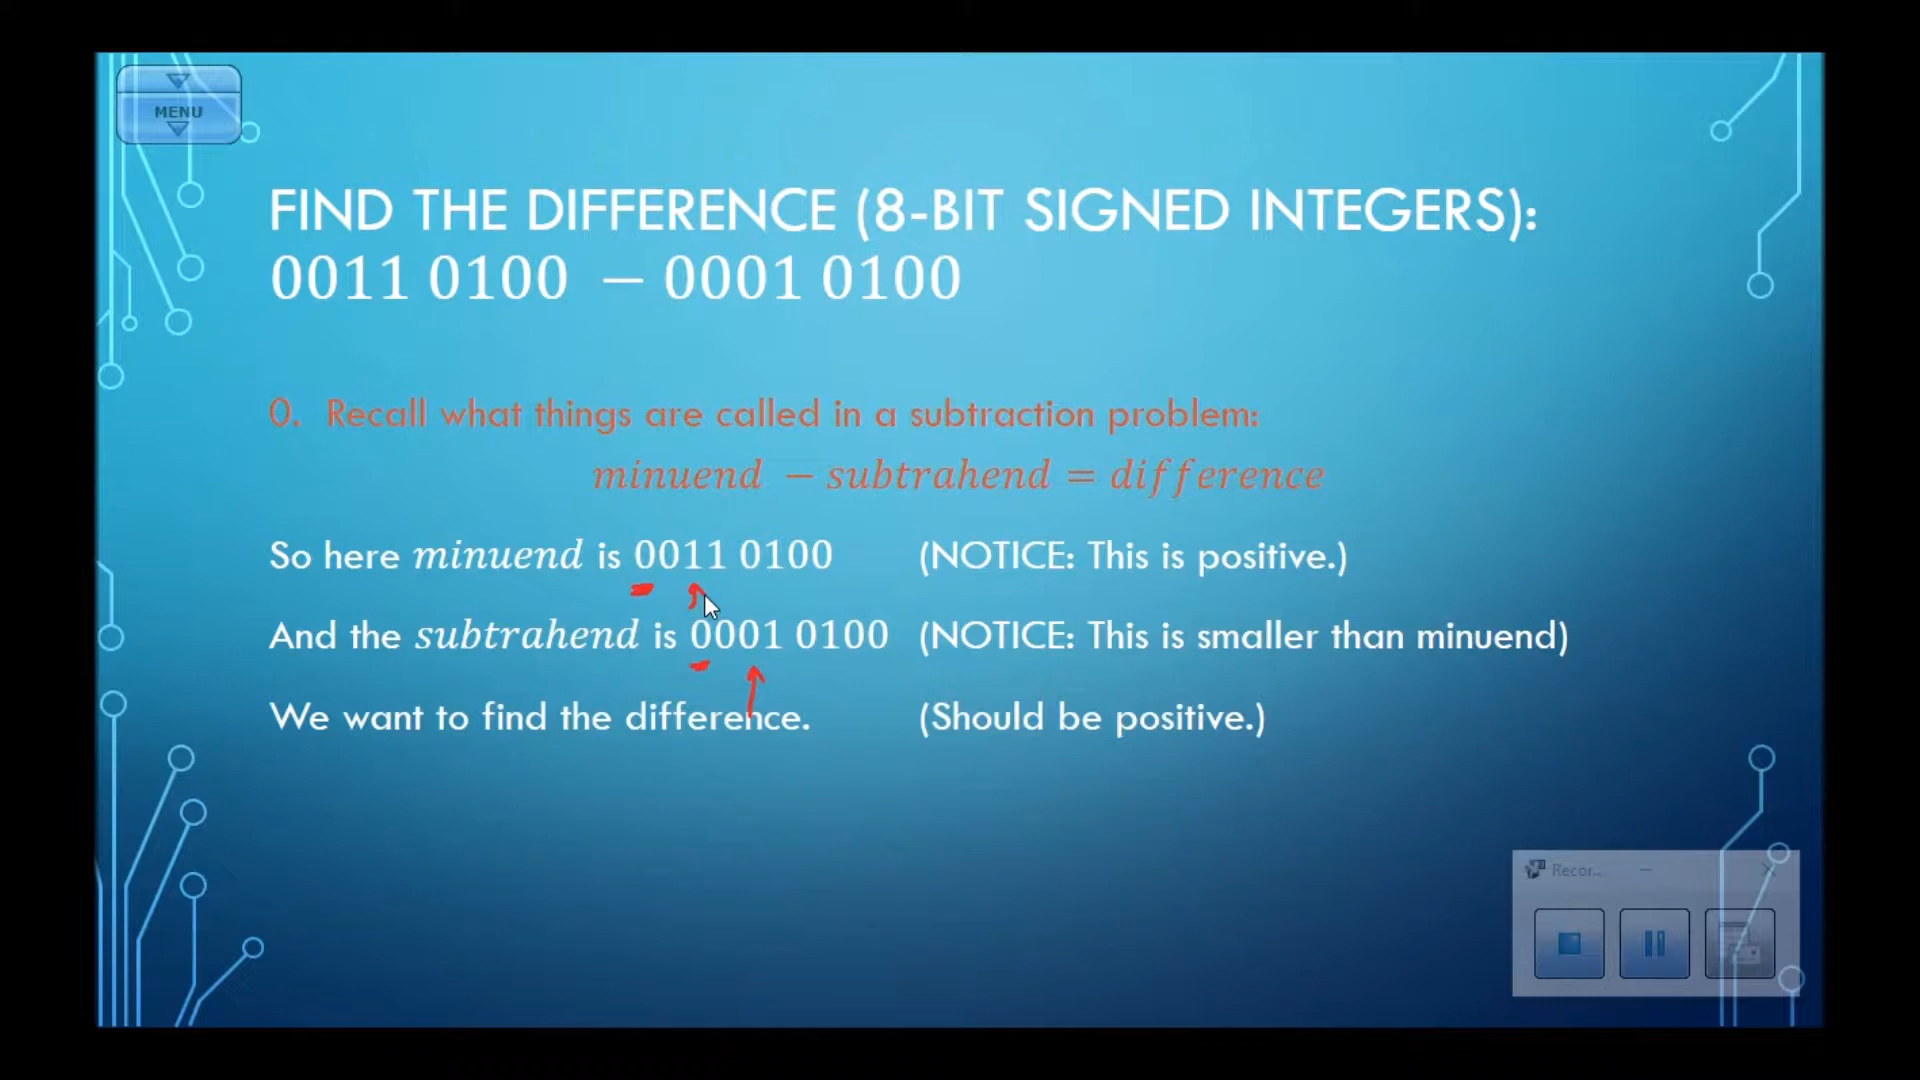 MENU
FIND THE DIFFERENCE (8-BIT SIGNED INTEGERS):
0011 0100 − 0001 0100
0. Recall what things are called in a subtraction problem:
minuend − subtrahend = difference
So here minuend is 0011 0100 (NOTICE: This is positive.)
And the subtrahend is 0001 0100 (NOTICE: This is smaller than minuend)
We want to find the difference. (Should be positive.)
Recor...